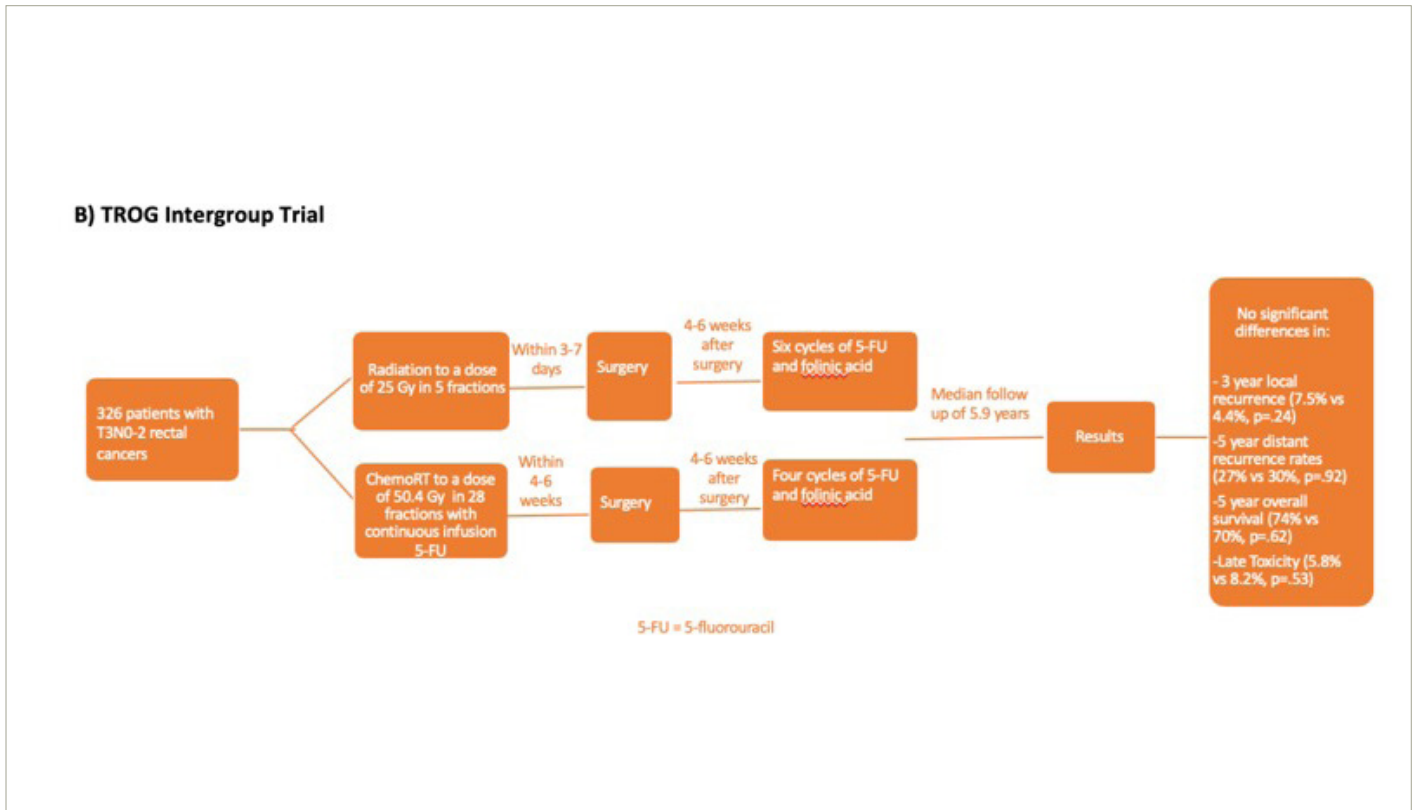 B) TROG Intergroup Trial
326 patients with
T3N0-2 rectal
cancers
Radiation to a dose
of 25 Gy in 5 fractions
Within 3-7
days
Surgery
4-6 weeks
after
surgery
Six cycles of 5-FU
and folinic acid
ChemoRT to a dose
of 50.4 Gy in 28
fractions with
continuous infusion
5-FU
Within
4-6
weeks
Surgery
4-6 weeks
after
surgery
Four cycles of 5-FU
and folinic acid
Median follow
up of 5.9 years
Results
No significant
differences in:
- 3 year local
recurrence (7.5% vs
4.4%, p=.24)
-5 year distant
recurrence rates
(27% vs 30%, p=.92)
-5 year overall
survival (74% vs
70%, p=.62)
-Late Toxicity (5.8%
vs 8.2%, p=.53)
5-FU = 5-fluorouracil